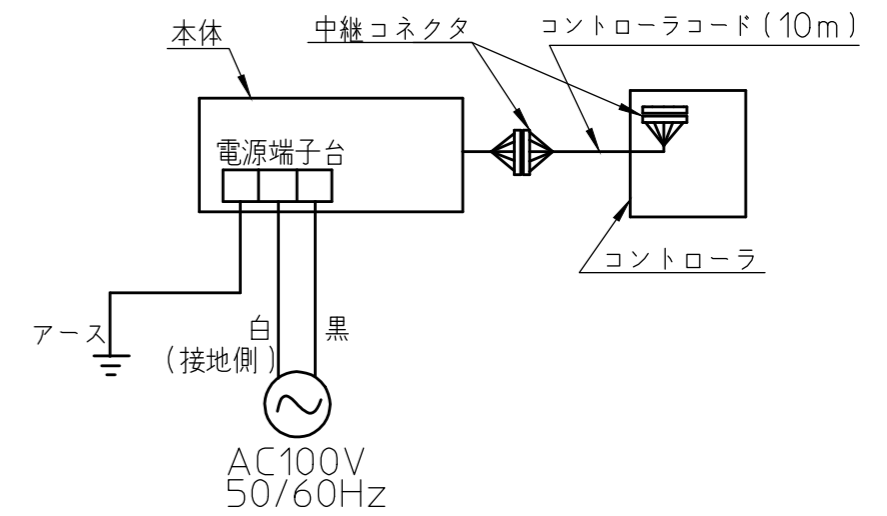 本体
中継コネクタ
コントローラコード(10m)
電源端子台
コントローラ
アース
白
黒
(接地側)
AC100V
50/60Hz